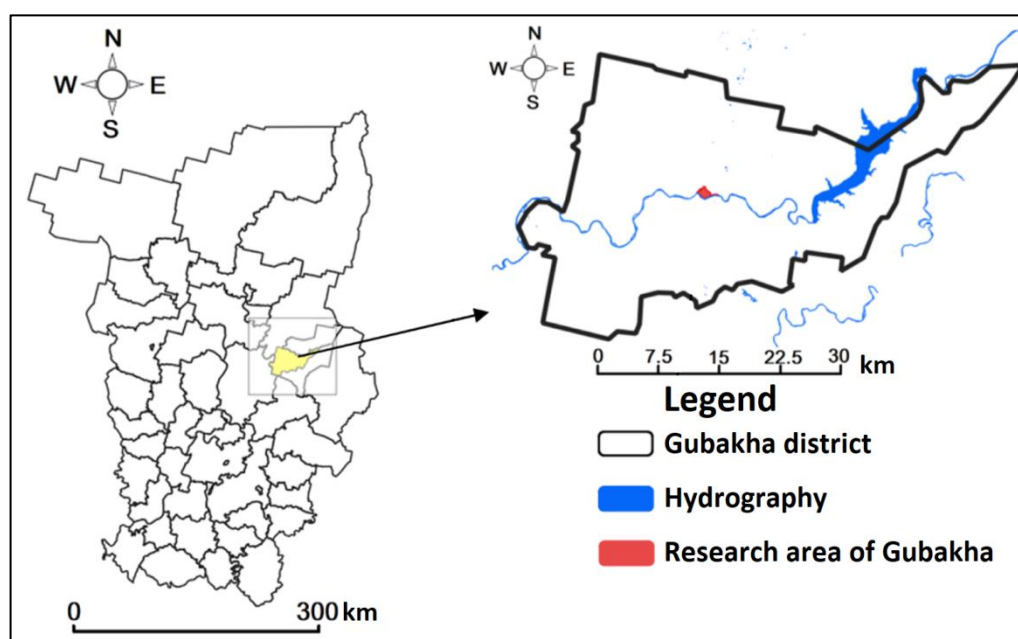 N
W E
S
0 300 km
N
W E
S
0 7.5 15 22.5 30 km
Legend
Gubakha district
Hydrography
Research area of Gubakha